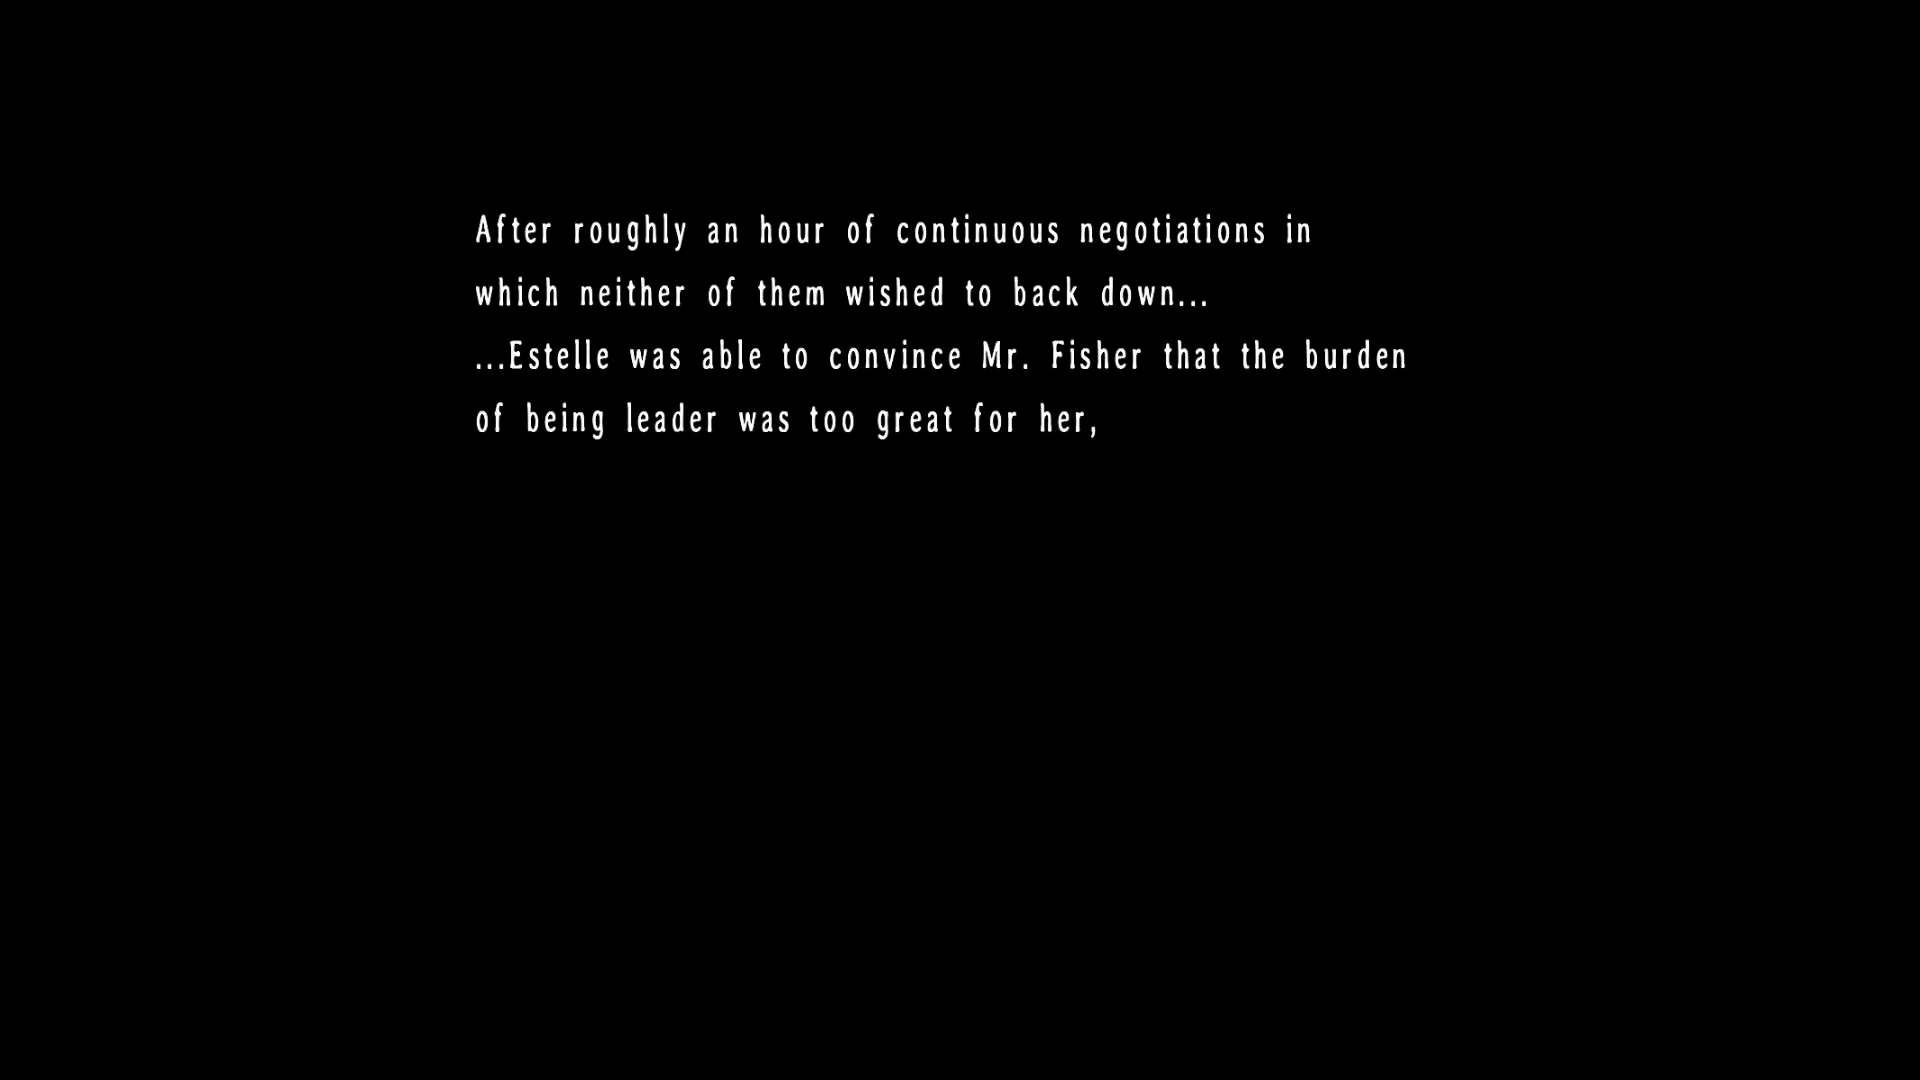 After roughly an hour of continuous negotiations in
which neither of them wished to back down...
...Estelle was able to convince Mr. Fisher that the burden
of being leader was too great for her,